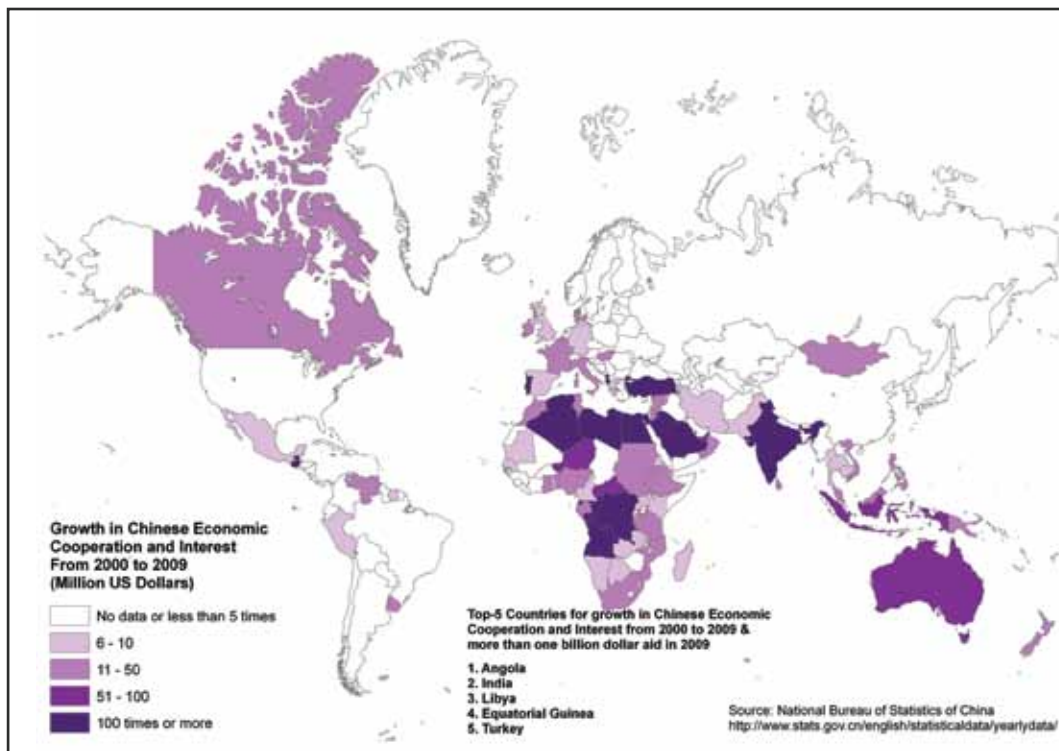 Growth in Chinese Economic
Cooperation and Interest
From 2000 to 2009
(Million US Dollars)
No data or less than 5 times
6 - 10
11 - 50
51 - 100
100 times or more
Top-5 Countries for growth in Chinese Economic
Cooperation and Interest from 2000 to 2009 &
more than one billion dollar aid in 2009
1. Angola
2. India
3. Libya
4. Equatorial Guinea
5. Turkey
Source: National Bureau of Statistics of China
http://www.stats.gov.cn/english/statisticaldata/yearlydata/